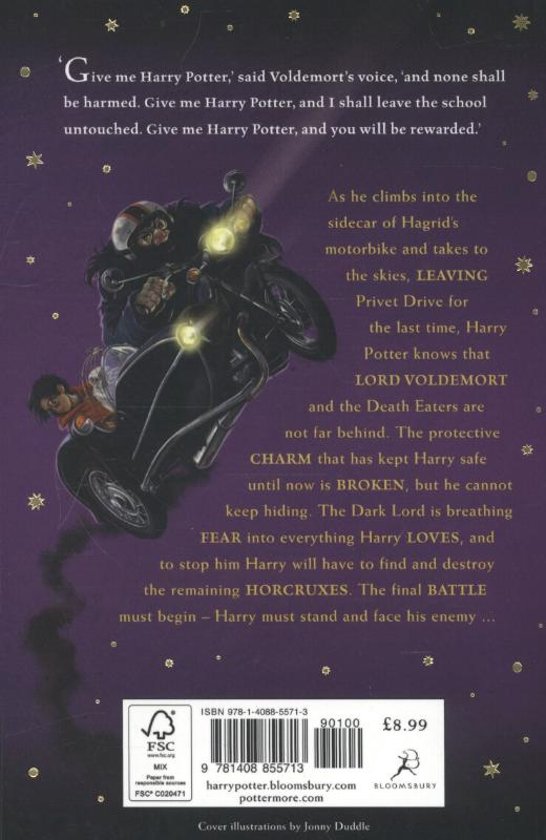 ‘Give me Harry Potter,’ said Voldemort’s voice, ‘and none shall
be harmed. Give me Harry Potter, and I shall leave the school
untouched. Give me Harry Potter, and you will be rewarded.’
As he climbs into the
sidecar of Hagrid’s
motorbike and takes to
the skies, LEAVING
Privet Drive for
the last time, Harry
Potter knows that
LORD VOLDEMORT
and the Death Eaters are
not far behind. The protective
CHARM that has kept Harry safe
until now is BROKEN, but he cannot
keep hiding. The Dark Lord is breathing
FEAR into everything Harry LOVES, and
to stop him Harry will have to find and destroy
the remaining HORCRUXES. The final BATTLE
must begin – Harry must stand and face his enemy ...
FSC
www.fsc.org
MIX
Paper from
responsible sources
FSC® C020471
ISBN 978-1-4088-5571-3
90100
9 781408 855713
harrypotter.bloomsbury.com
pottermore.com
£8.99
BLOOMSBURY
Cover illustrations by Jonny Duddle